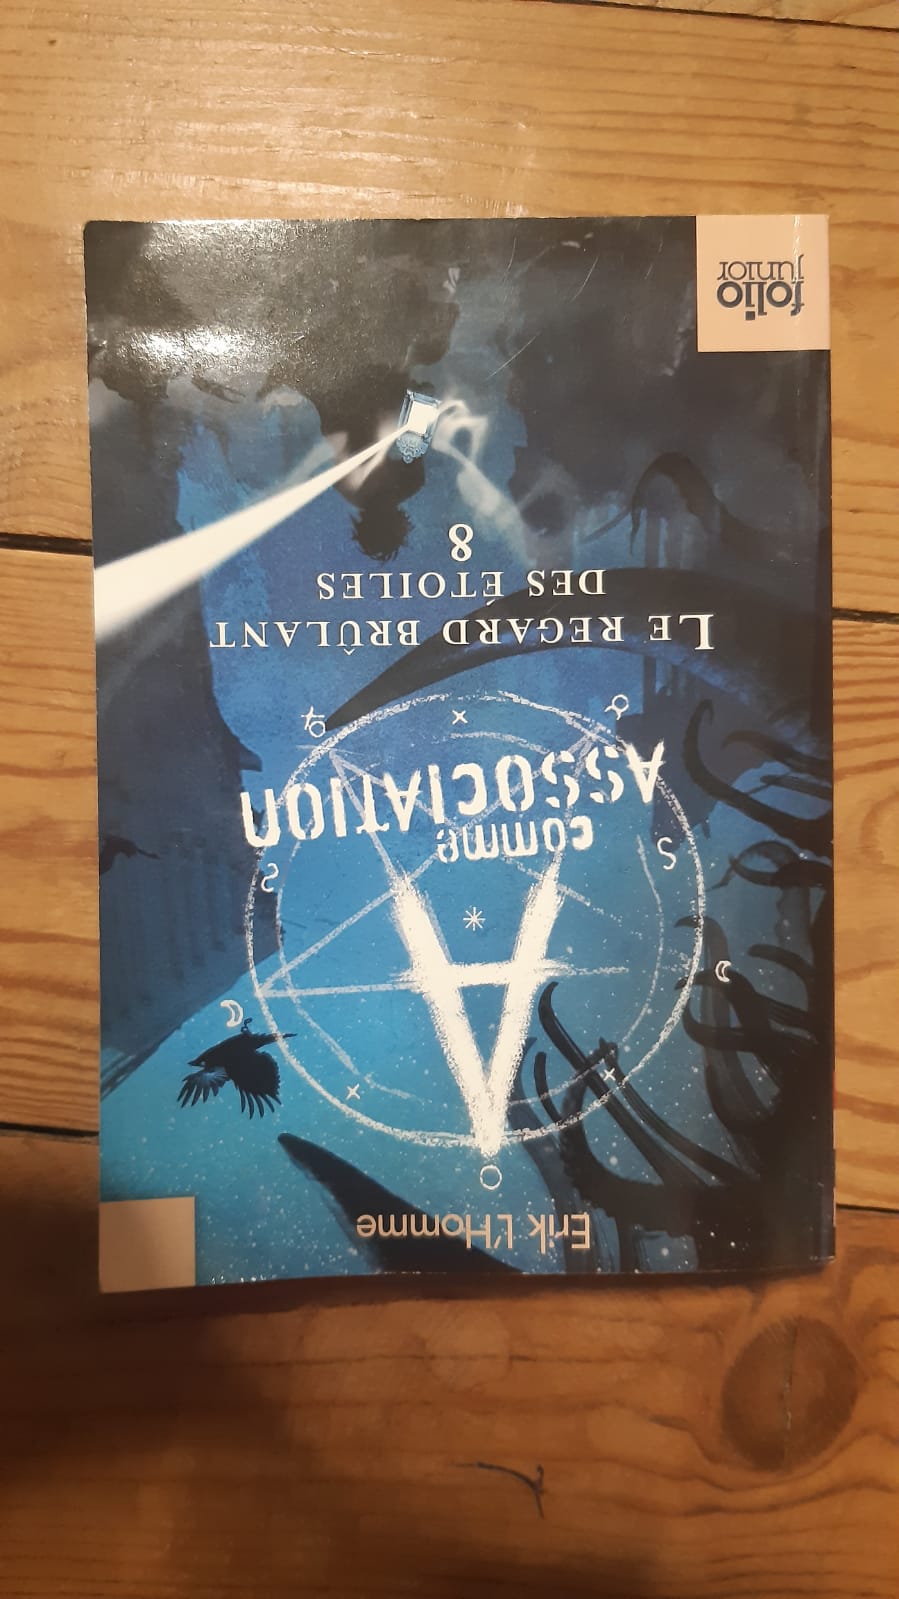 Erik L'Homme
A
comme
ASSOCIATION
LE REGARD BRÛLANT
DES ÉTOILES
8
folio
junior